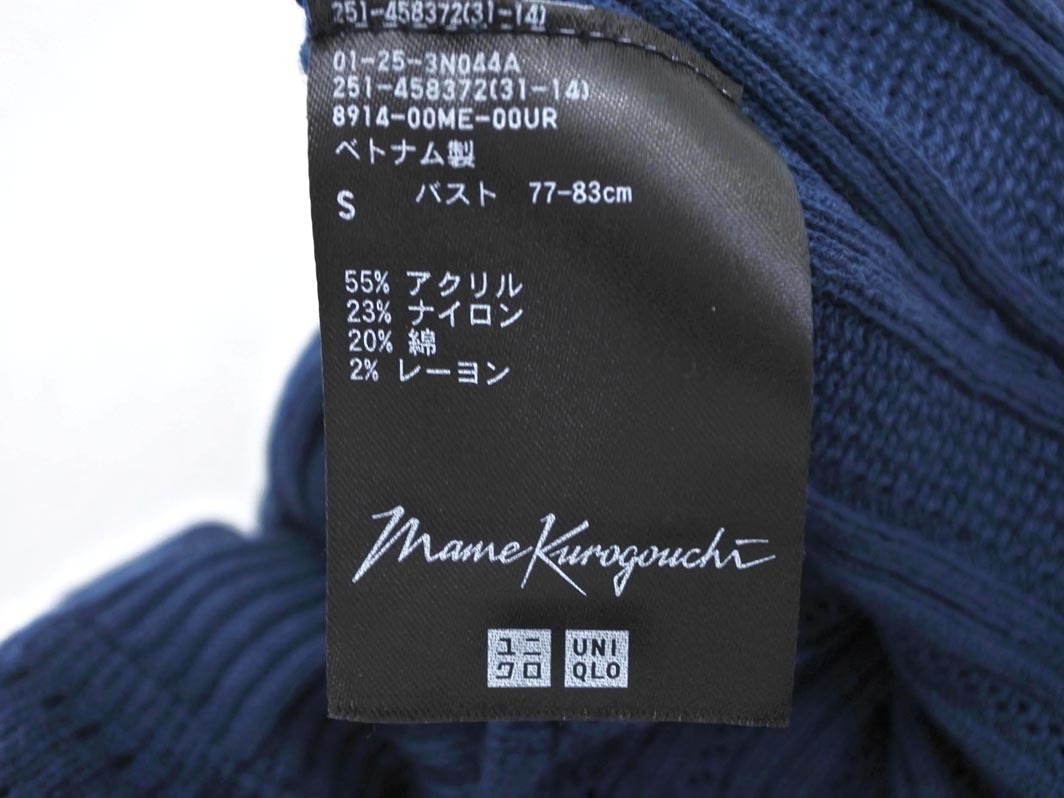 251-458372(31-14)
01-25-3N044A
251-458372(31-14)
8914-00ME-00UR
ベトナム製
S バスト 77-83cm
55% アクリル
23% ナイロン
20% 綿
2% レーヨン
Mame Kurogouchi
ユニ UNI
クロ QLO